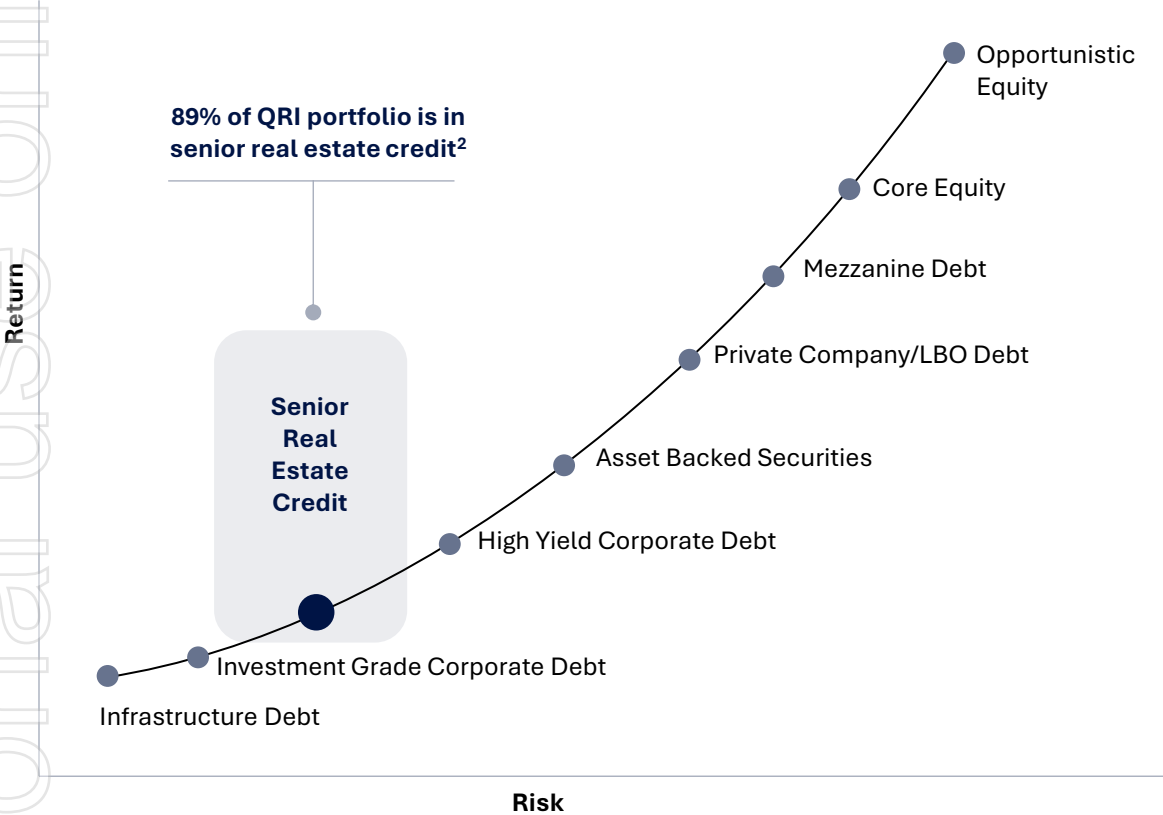 Opportunistic
Equity
89% of QRI portfolio is in
senior real estate credit²
Core Equity
Mezzanine Debt
Return
Private Company/LBO Debt
Senior
Real
Estate
Credit
Asset Backed Securities
High Yield Corporate Debt
Investment Grade Corporate Debt
Infrastructure Debt
Risk